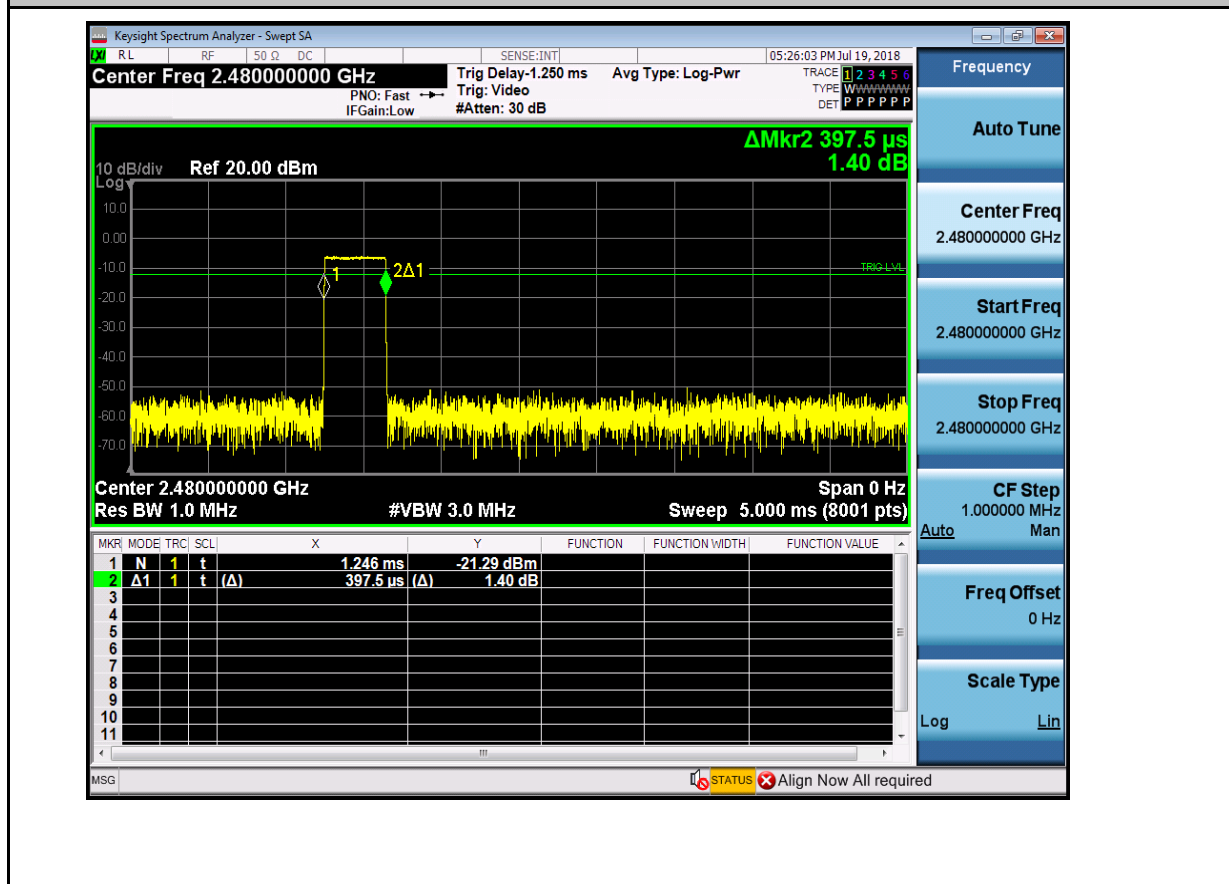 Keysight Spectrum Analyzer - Swept SA
LXI RL RF 50 Ω DC SENSE:INT 05:26:03 PM Jul 19, 2018
Center Freq 2.480000000 GHz
PNO: Fast
IFGain:Low
Trig Delay-1.250 ms
Trig: Video
#Atten: 30 dB
Avg Type: Log-Pwr
TRACE 1 2 3 4 5 6
TYPE WWWWWW
DET P P P P P P
ΔMkr2 397.5 µs
1.40 dB
10 dB/div
Log
Ref 20.00 dBm
10.0
0.00
-10.0
-20.0
-30.0
-40.0
-50.0
-60.0
-70.0
1
2Δ1
TRIG LVL
Center 2.480000000 GHz
Span 0 Hz
Res BW 1.0 MHz
#VBW 3.0 MHz
Sweep 5.000 ms (8001 pts)
MKR MODE TRC SCL X Y FUNCTION FUNCTION WIDTH FUNCTION VALUE
1 N 1 t 1.246 ms -21.29 dBm
2 Δ1 1 t (Δ) 397.5 µs (Δ) 1.40 dB
3
4
5
6
7
8
9
10
11
MSG
STATUS
Align Now All required
Frequency
Auto Tune
Center Freq
2.480000000 GHz
Start Freq
2.480000000 GHz
Stop Freq
2.480000000 GHz
CF Step
1.000000 MHz
Auto Man
Freq Offset
0 Hz
Scale Type
Log Lin